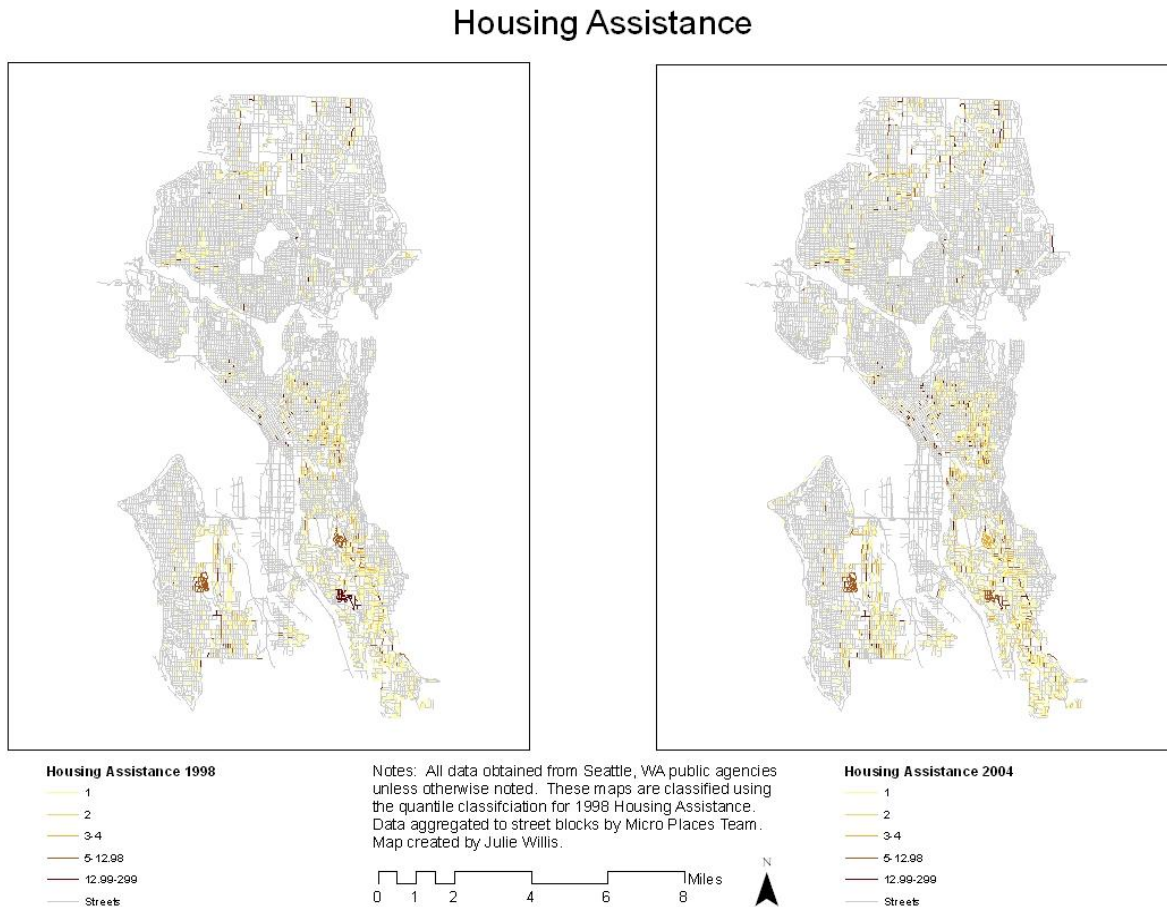 Housing Assistance
Housing Assistance 1998
1
2
3-4
5-12.98
12.99-299
Streets
Notes:  All data obtained from Seattle, WA public agencies
unless otherwise noted.  These maps are classified using
the quantile classifciation for 1998 Housing Assistance.
Data aggregated to street blocks by Micro Places Team.
Map created by Julie Willis.
0 1 2 4 6 8 Miles
N
Housing Assistance 2004
1
2
3-4
5-12.98
12.99-299
Streets